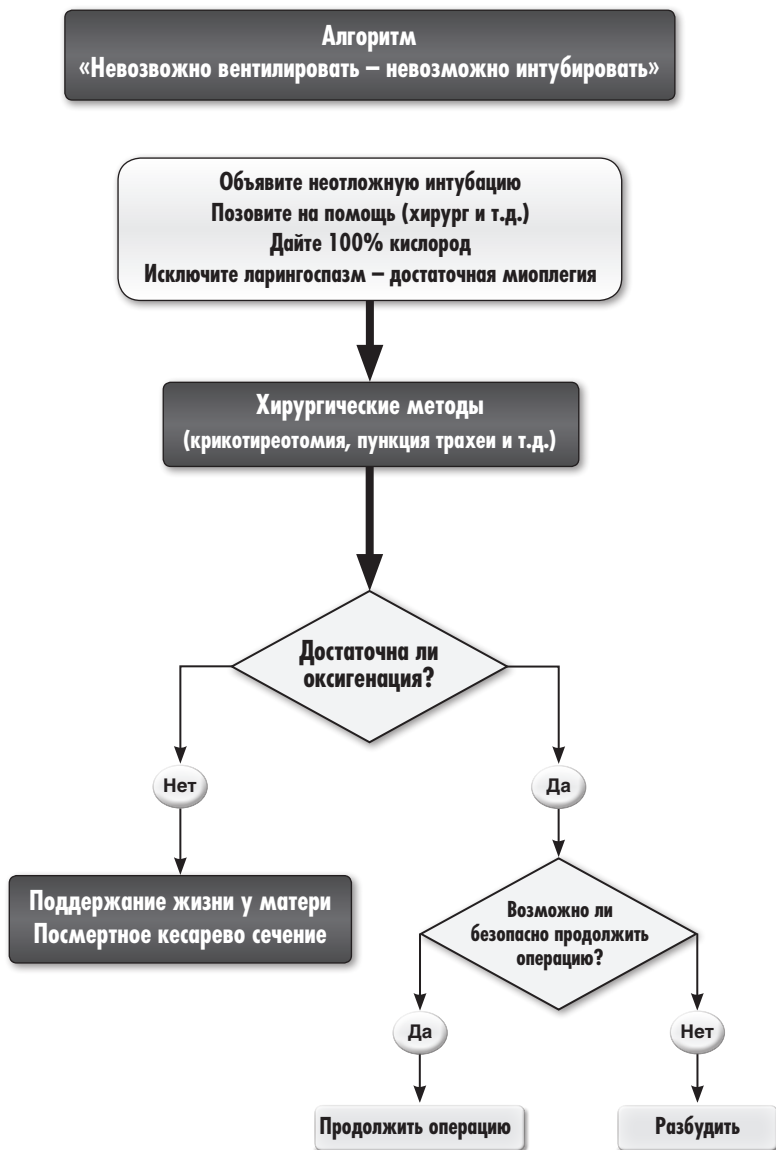 Алгоритм
«Невозвожно вентилировать – невозможно интубировать»
Объявите неотложную интубацию
Позовите на помощь (хирург и т.д.)
Дайте 100% кислород
Исключите ларингоспазм – достаточная миоплегия
Хирургические методы
(крикотиреотомия, пункция трахеи и т.д.)
Достаточна ли
оксигенация?
Нет
Да
Поддержание жизни у матери
Посмертное кесарево сечение
Возможно ли
безопасно продолжить
операцию?
Да
Нет
Продолжить операцию
Разбудить